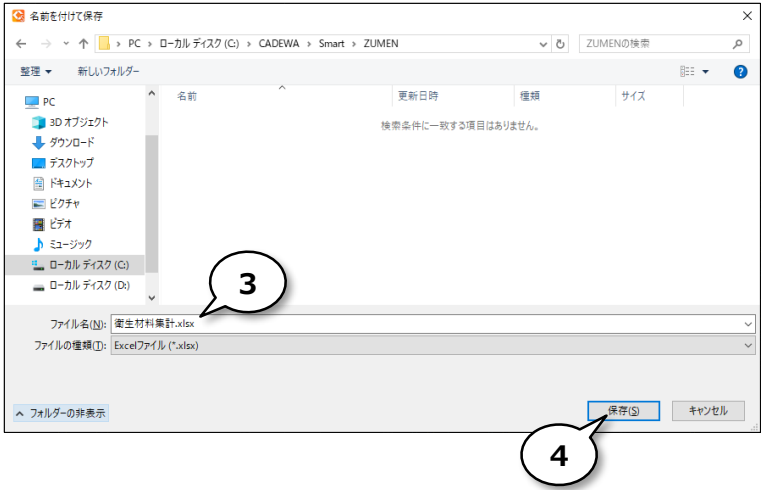 名前を付けて保存
PC › ローカル ディスク (C:) › CADEWA › Smart › ZUMEN
ZUMENの検索
整理 新しいフォルダー
名前 更新日時 種類 サイズ
検索条件に一致する項目はありません。
PC
3D オブジェクト
ダウンロード
デスクトップ
ドキュメント
ピクチャ
ビデオ
ミュージック
ローカル ディスク (C:)
ローカル ディスク (D:)
3
ファイル名(N): 衛生材料集計.xlsx
ファイルの種類(T): Excelファイル (*.xlsx)
フォルダーの非表示
保存(S) キャンセル
4